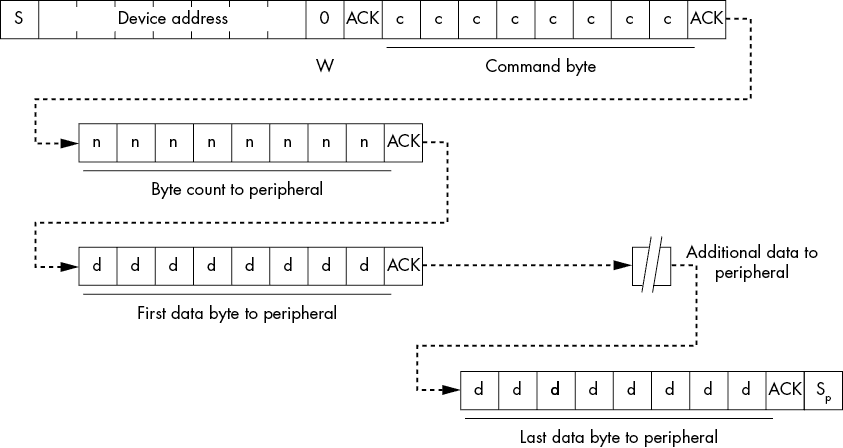 S Device address 0 ACK c c c c c c c c ACK
W Command byte
n n n n n n n n ACK
Byte count to peripheral
d d d d d d d d ACK
First data byte to peripheral
Additional data to
peripheral
d d d d d d d d ACK Sp
Last data byte to peripheral